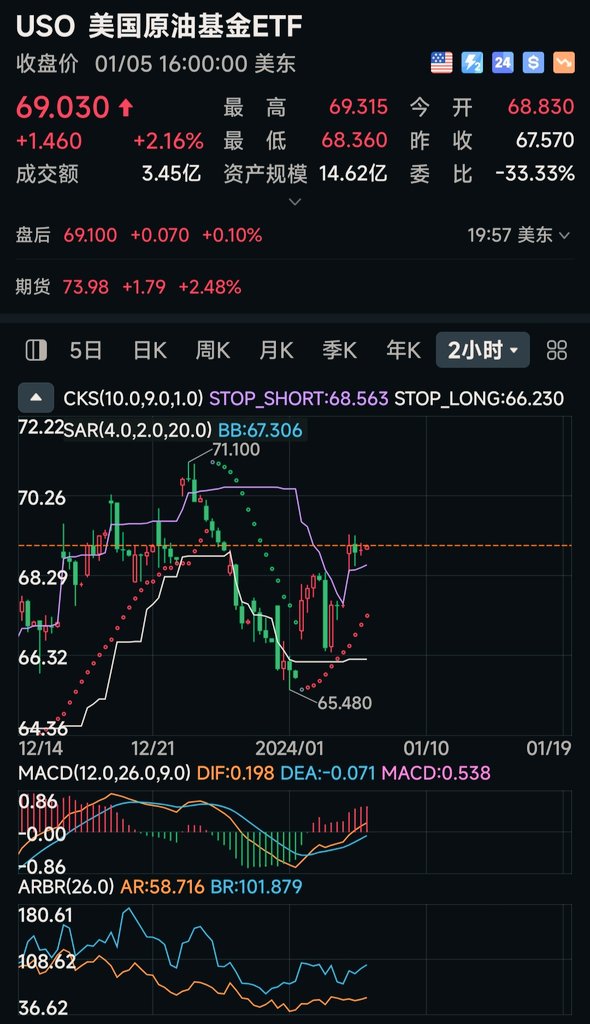 USO 美国原油基金ETF
收盘价 01/05 16:00:00 美东
24 $
69.030 最高 69.315 今开 68.830
+1.460 +2.16% 最低 68.360 昨收 67.570
成交额 3.45亿 资产规模 14.62亿 委比 -33.33%
盘后 69.100 +0.070 +0.10% 19:57 美东
期货 73.98 +1.79 +2.48%
5日 日K 周K 月K 季K 年K 2小时
CKS(10.0,9.0,1.0) STOP_SHORT:68.563 STOP_LONG:66.230
72.22 SAR(4.0,2.0,20.0) BB:67.306
71.100
70.26
68.29
66.32
65.480
64.36
12/14 12/21 2024/01 01/10 01/19
MACD(12.0,26.0,9.0) DIF:0.198 DEA:-0.071 MACD:0.538
0.86
-0.00
-0.86
ARBR(26.0) AR:58.716 BR:101.879
180.61
108.62
36.62